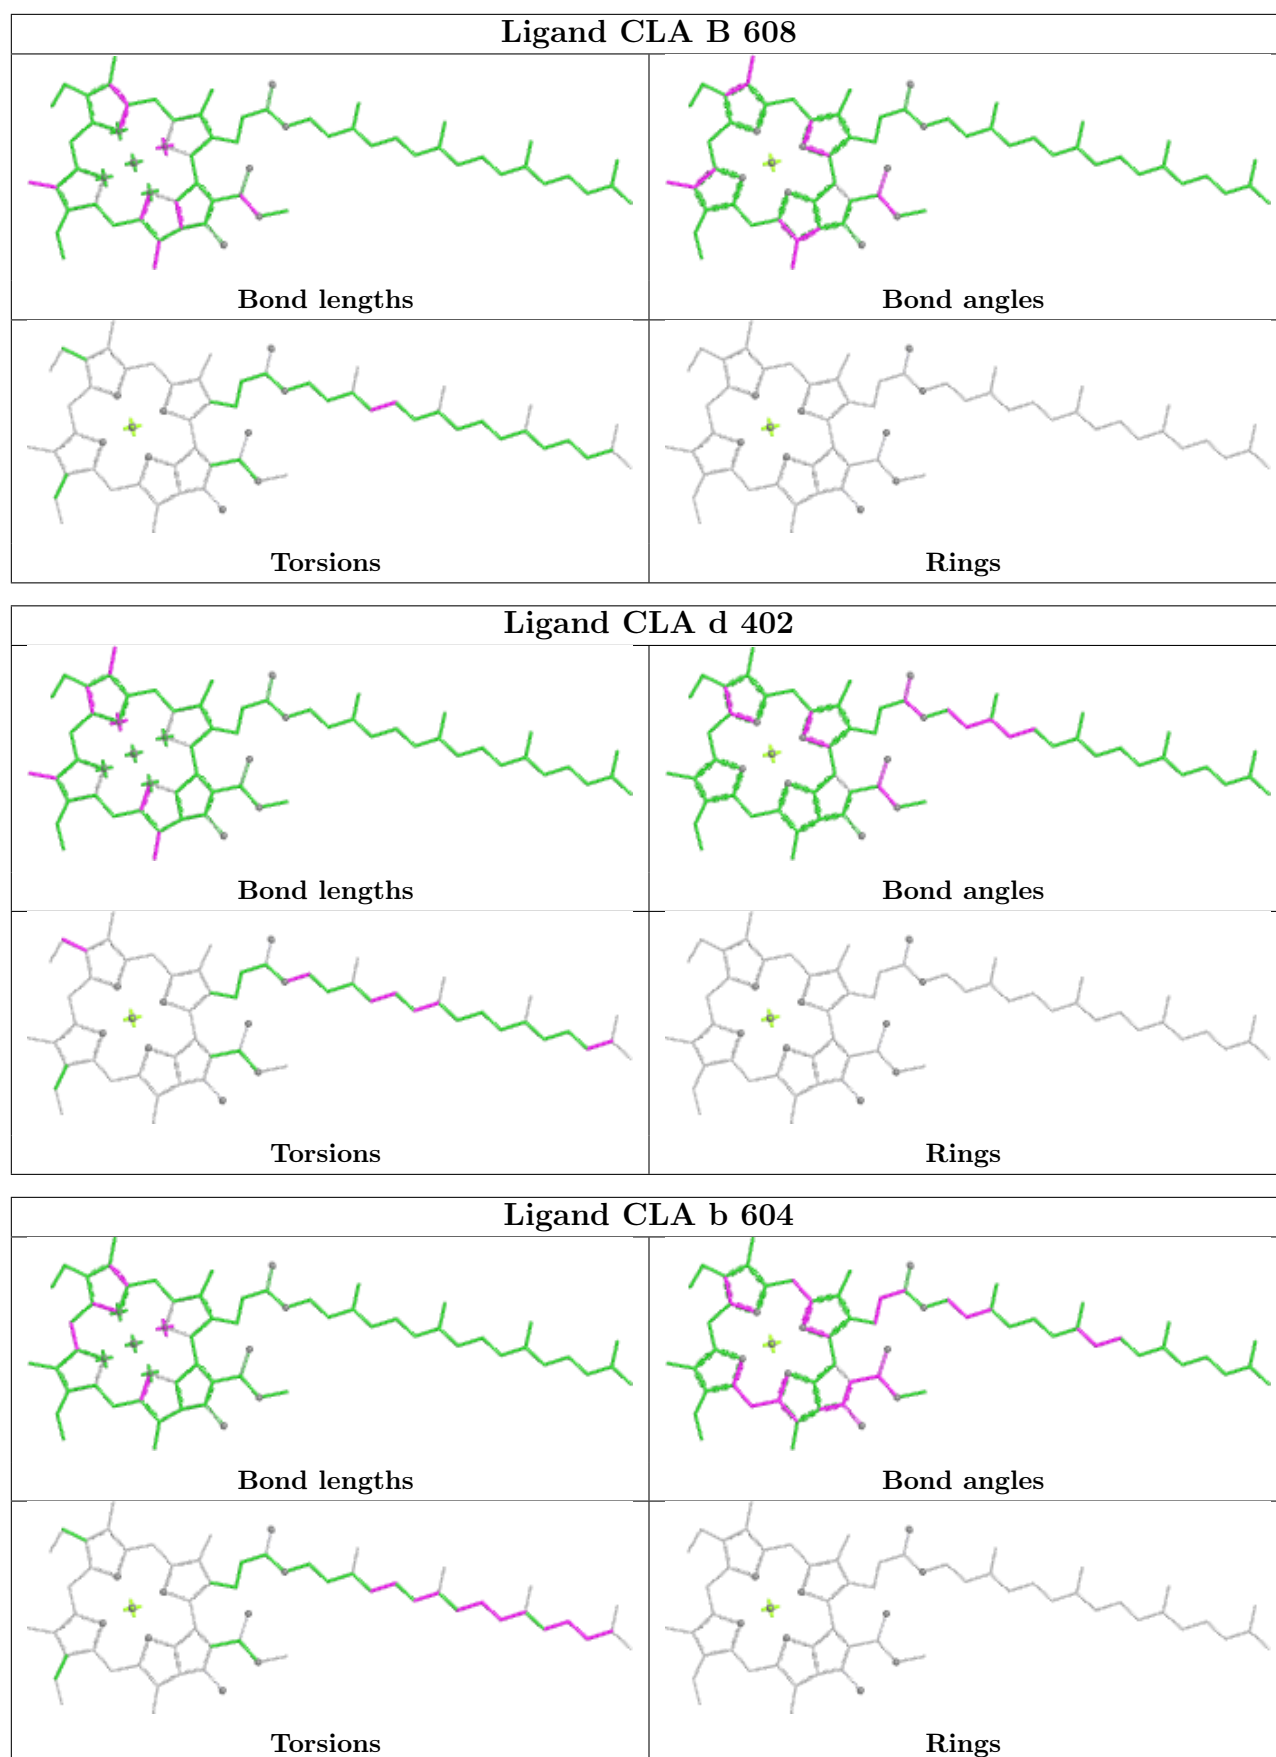 Ligand CLA B 608
Bond lengths
Bond angles
Torsions
Rings
Ligand CLA d 402
Bond lengths
Bond angles
Torsions
Rings
Ligand CLA b 604
Bond lengths
Bond angles
Torsions
Rings